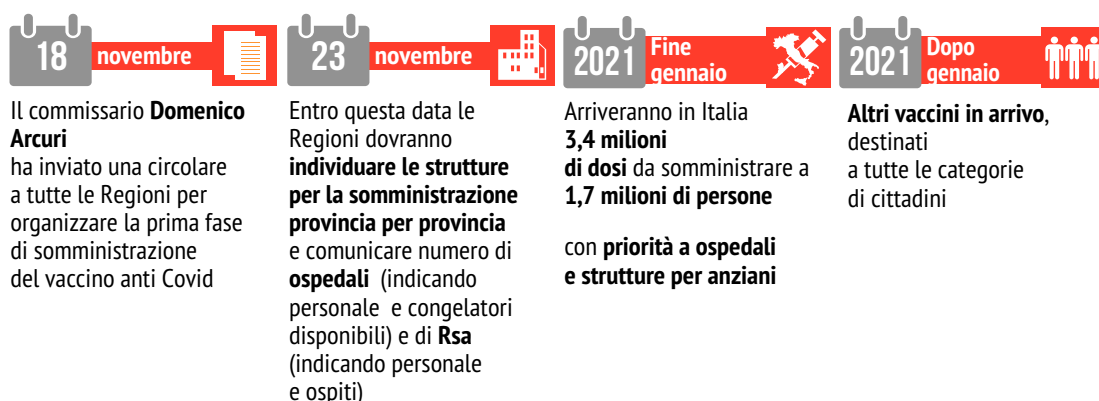 18
novembre
Il commissario Domenico
Arcuri
ha inviato una circolare
a tutte le Regioni per
organizzare la prima fase
di somministrazione
del vaccino anti Covid
23
novembre
Entro questa data le
Regioni dovranno
individuare le strutture
per la somministrazione
provincia per provincia
e comunicare numero di
ospedali (indicando
personale e congelatori
disponibili) e di Rsa
(indicando personale
e ospiti)
2021
Fine
gennaio
Arriveranno in Italia
3,4 milioni
di dosi da somministrare a
1,7 milioni di persone
con priorità a ospedali
e strutture per anziani
2021
Dopo
gennaio
Altri vaccini in arrivo,
destinati
a tutte le categorie
di cittadini